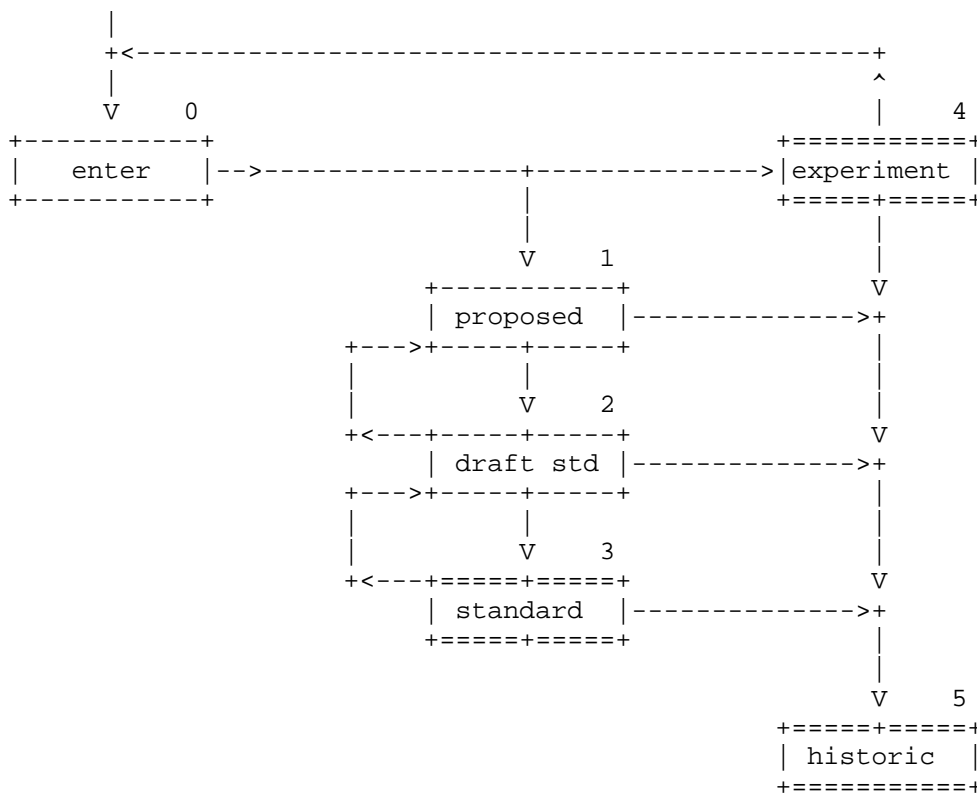 0
4
enter
experiment
1
proposed
2
draft std
3
standard
5
historic